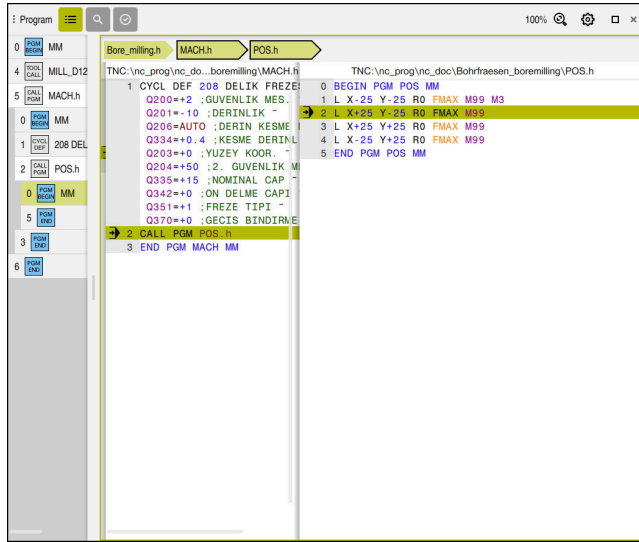 Program
100%
0 PGM BEGIN MM
4 TOOL CALL MILL_D12
5 CALL PGM MACH.h
0 PGM BEGIN MM
1 CYCL DEF 208 DEL
2 CALL PGM POS.h
0 PGM BEGIN MM
5 PGM END
3 PGM END
6 PGM END
Bore_milling.h MACH.h POS.h
TNC:\nc_prog\nc_do...boremilling\MACH.h
1 CYCL DEF 208 DELIK FREZE
Q200=+2 ;GUVENLIK MES.
Q201=-10 ;DERINLIK ~
Q206=AUTO ;DERIN KESME
Q334=+0.4 ;KESME DERINL
Q203=+0 ;YUZEY KOOR. ~
Q204=+50 ;2. GUVENLIK M
Q335=+15 ;NOMINAL CAP ~
Q342=+0 ;ON DELME CAPI
Q351=+1 ;FREZE TIPI ~
Q370=+0 ;GECIS BINDIRME
2 CALL PGM POS.h
3 END PGM MACH MM
TNC:\nc_prog\nc_doc\Bohrfraesen_boremilling\POS.h
0 BEGIN PGM POS MM
1 L X-25 Y-25 R0 FMAX M99 M3
2 L X+25 Y-25 R0 FMAX M99
3 L X+25 Y+25 R0 FMAX M99
4 L X-25 Y+25 R0 FMAX M99
5 END PGM POS MM